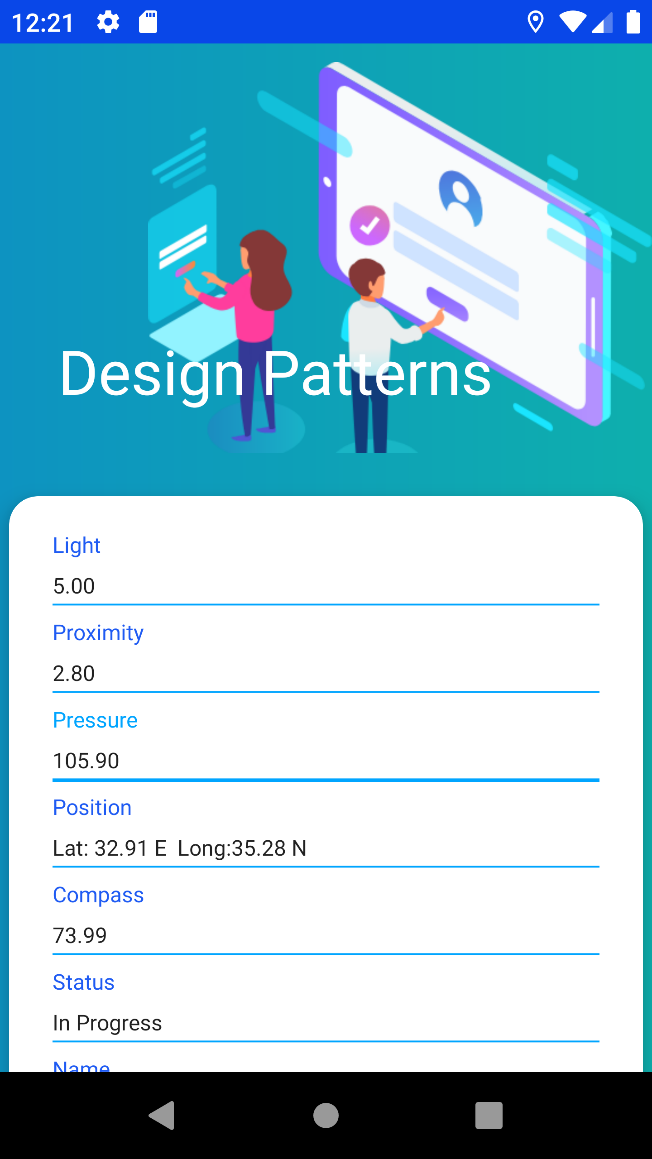 12:21
Design Patterns
Light
5.00
Proximity
2.80
Pressure
105.90
Position
Lat: 32.91 E  Long:35.28 N
Compass
73.99
Status
In Progress
Name